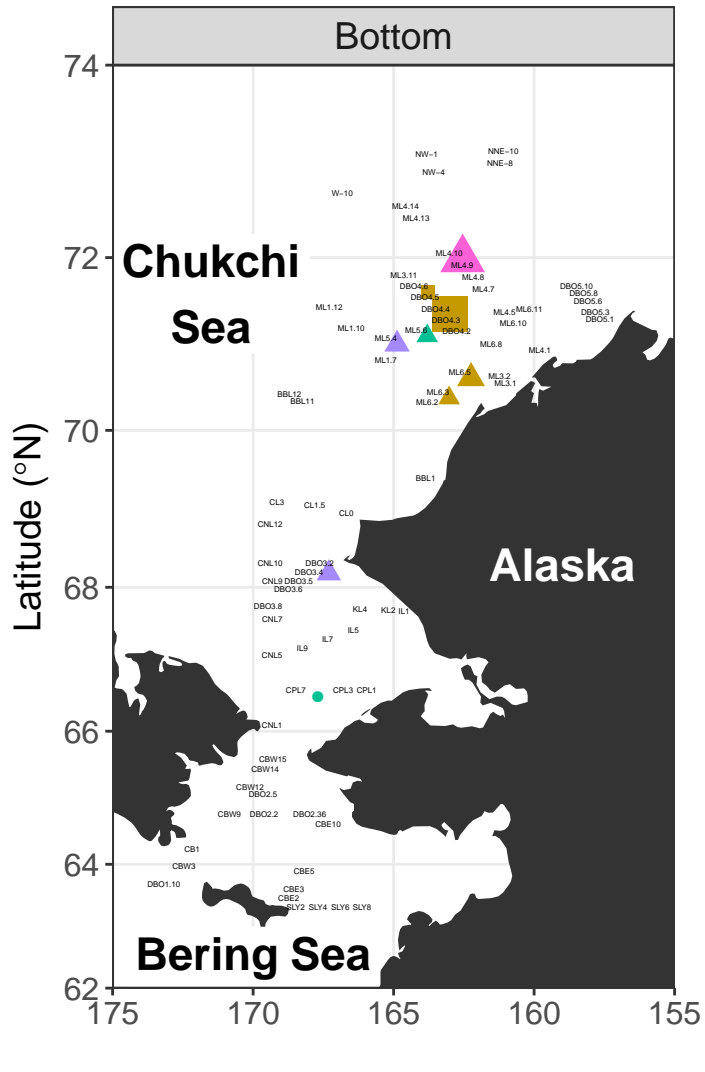 Bottom
74
NW−1
NNE−10
NNE−8
NW−4
W−10
ML4.14
ML4.13
72
Chukchi
Sea
ML4.10
ML4.9
ML3.11
ML4.8
DBO4.6
ML4.7
DBO5.10
DBO4.5
DBO5.8
DBO5.6
ML1.12
DBO4.4
ML4.5
ML6.11
DBO5.3
DBO4.3
ML6.10
DBO5.1
ML1.10
ML5.6
DBO4.2
ML5.4
ML6.8
ML4.1
ML1.7
ML6.5
ML3.2
ML3.1
BBL12
BBL11
ML6.3
ML6.2
70
BBL1
CL3
CL1.5
CL0
CNL12
CNL10
DBO3.2
DBO3.4
CNL9
DBO3.5
DBO3.6
Alaska
68
DBO3.8
KL4
KL2
IL1
CNL7
IL5
IL7
IL9
CNL5
CPL7
CPL3
CPL1
66
CNL1
CBW15
CBW14
CBW12
DBO2.5
CBW9
DBO2.2
DBO2.36
CBE10
CB1
64
CBW3
CBE5
DBO1.10
CBE3
CBE2
SLY2
SLY4
SLY6
SLY8
Bering Sea
62
175
170
165
160
155
Latitude (°N)